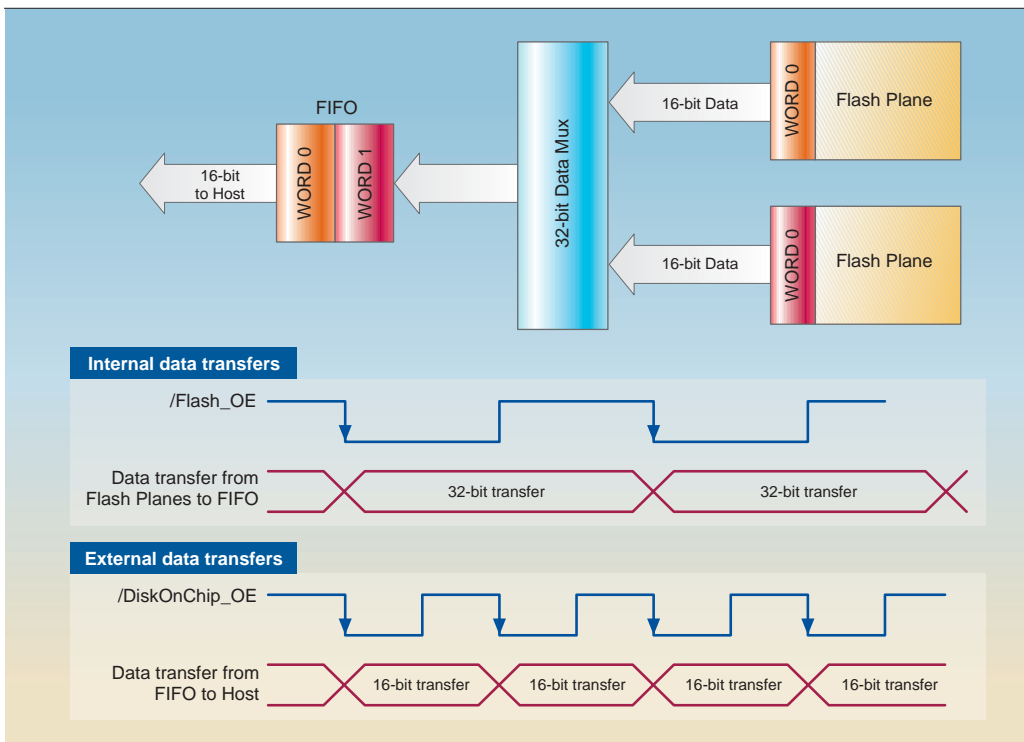 FIFO
16-bit
to Host
WORD 0
WORD 1
32-bit Data Mux
16-bit Data
WORD 0
Flash Plane
16-bit Data
WORD 0
Flash Plane
Internal data transfers
/Flash_OE
Data transfer from
Flash Planes to FIFO
32-bit transfer
32-bit transfer
External data transfers
/DiskOnChip_OE
Data transfer from
FIFO to Host
16-bit transfer
16-bit transfer
16-bit transfer
16-bit transfer